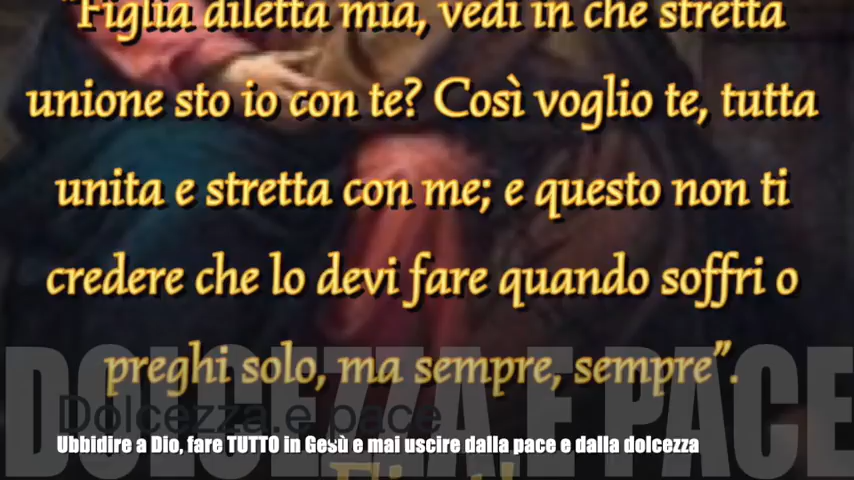 "Figlia diletta mia, vedi in che stretta
unione sto io con te? Così voglio te, tutta
unita e stretta con me; e questo non ti
credere che lo devi fare quando soffri o
preghi solo, ma sempre, sempre".
DOLCEZZA.E PACE
Dolcezza.e pace
Ubbidire a Dio, fare TUTTO in Gesù e mai uscire dalla pace e dalla dolcezza